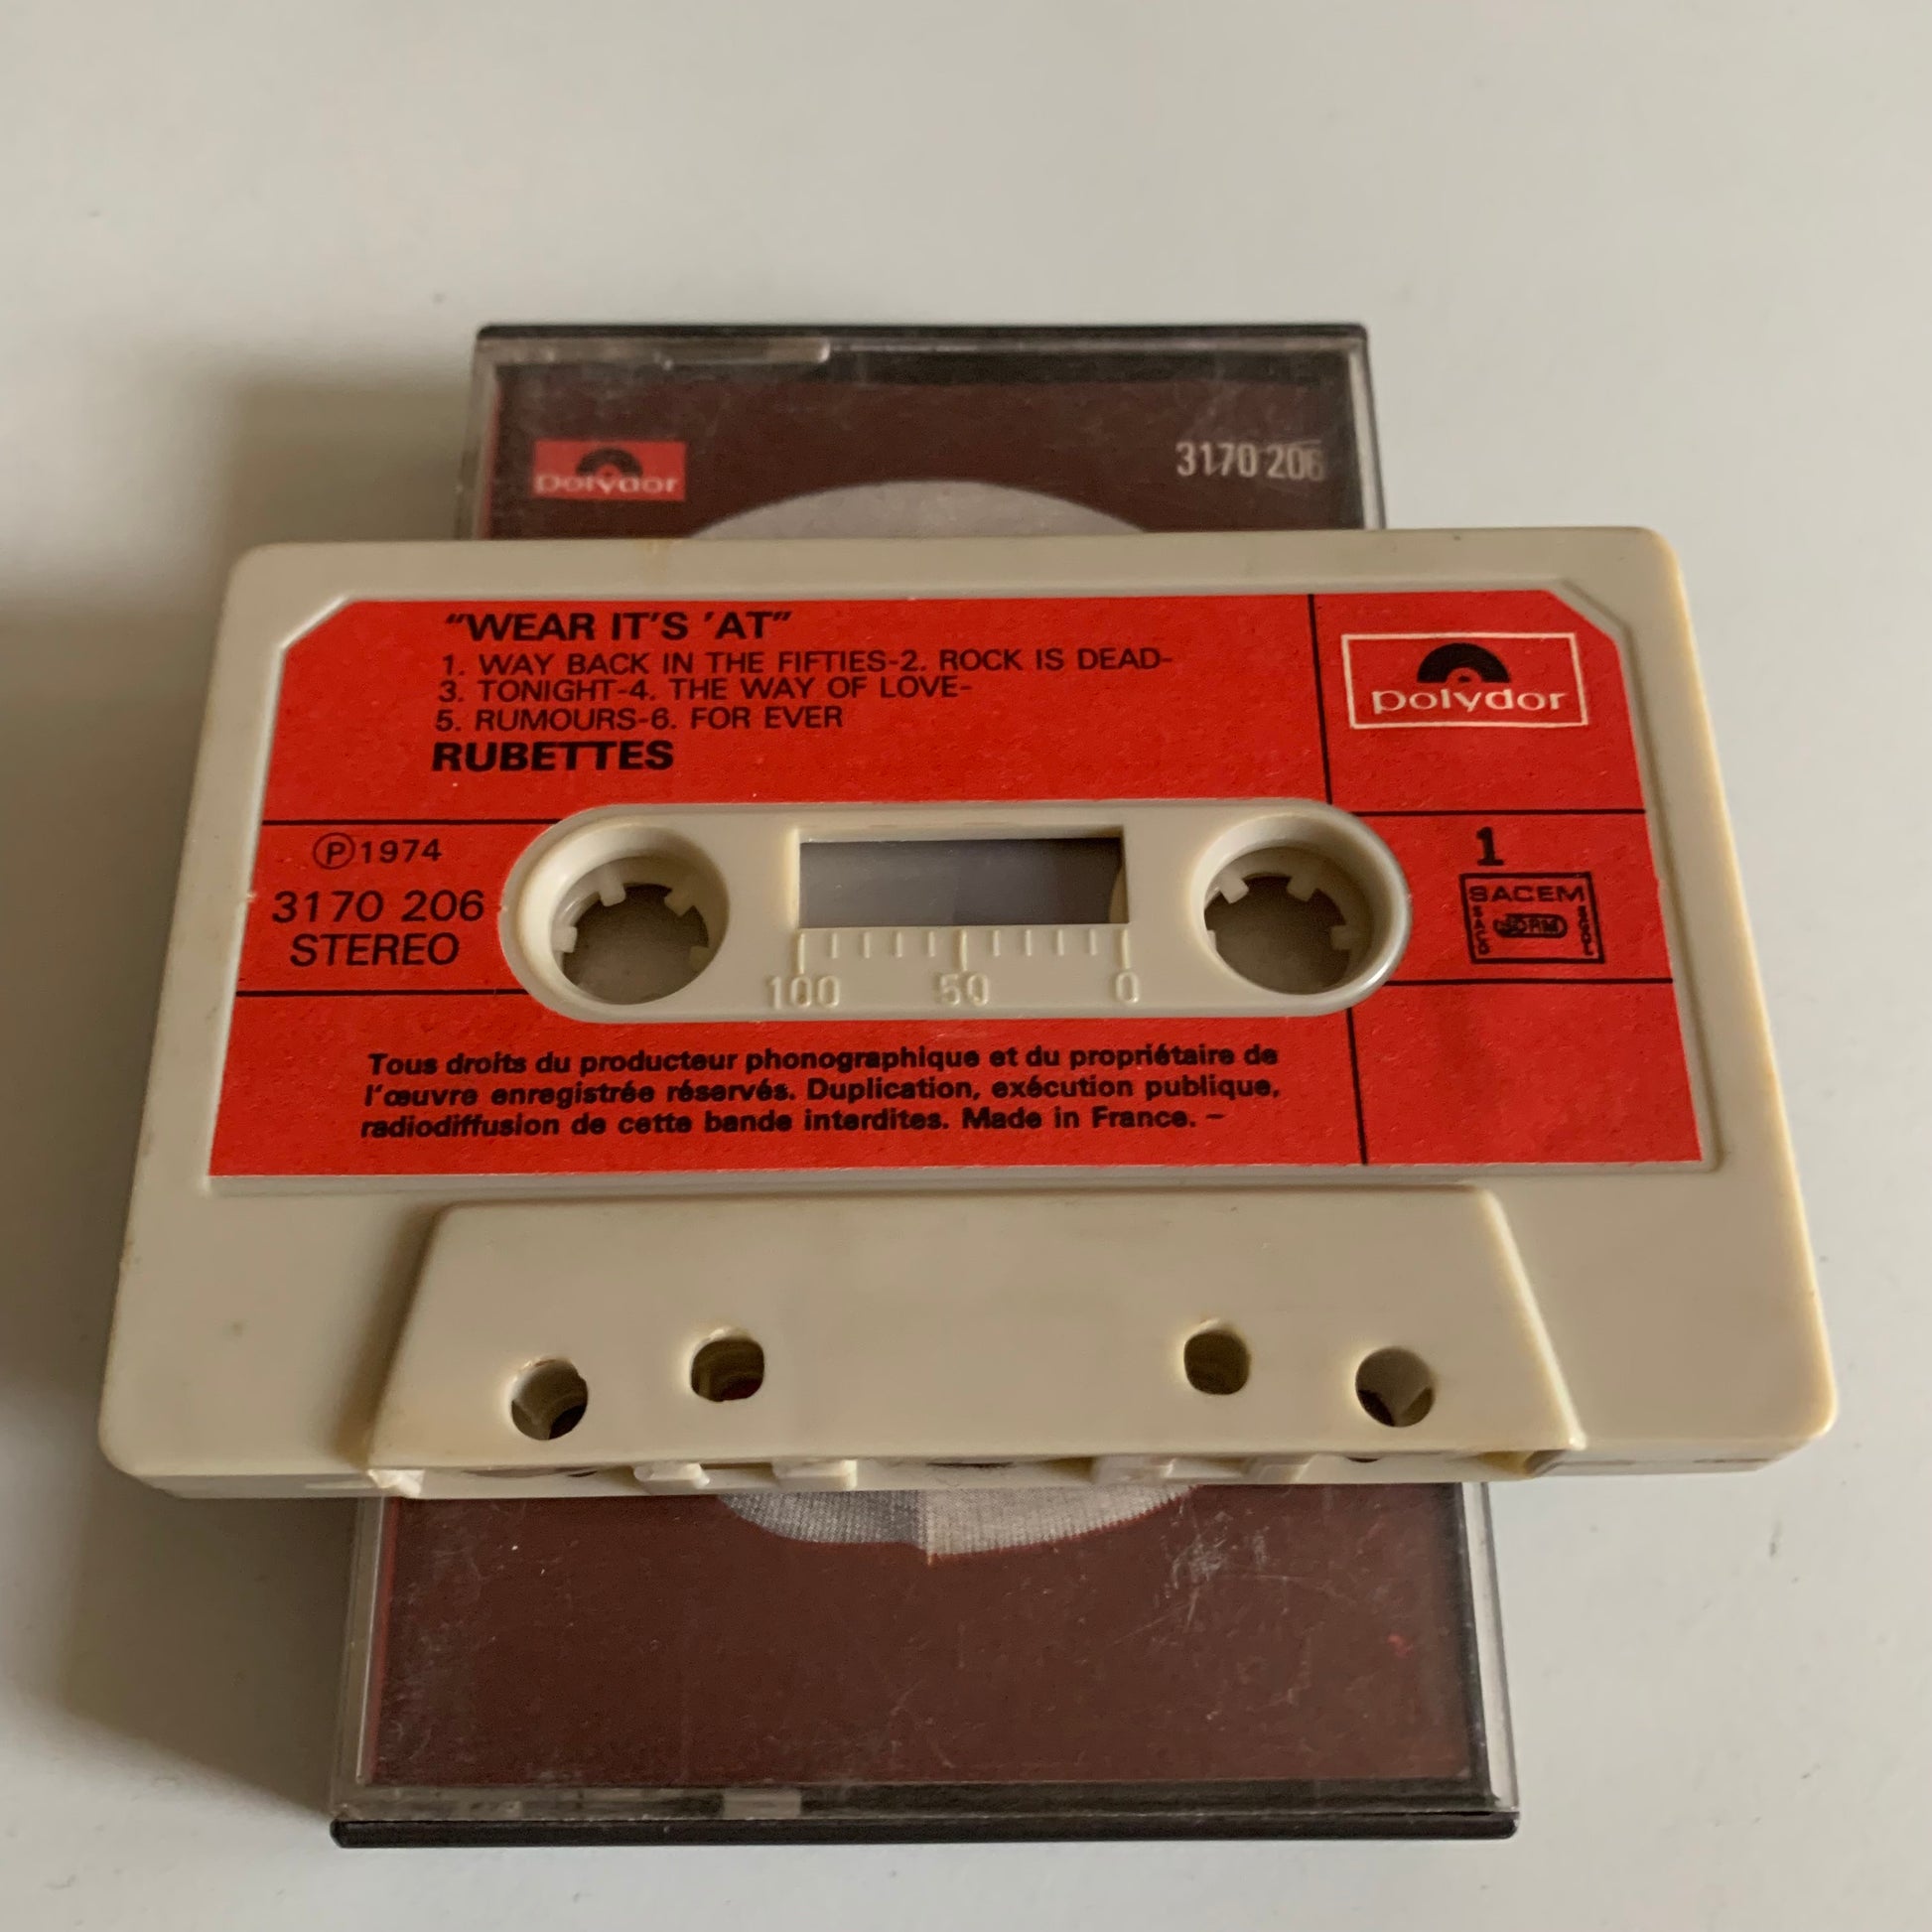 polydor
3170 206
"WEAR IT'S 'AT"
1. WAY BACK IN THE FIFTIES-2. ROCK IS DEAD-
3. TONIGHT-4. THE WAY OF LOVE-
5. RUMOURS-6. FOR EVER
RUBETTES
polydor
Ⓟ1974
3170 206
STEREO
1
SACEM
100 50 0
Tous droits du producteur phonographique et du propriétaire de
l'œuvre enregistrée réservés. Duplication, exécution publique,
radiodiffusion de cette bande interdites. Made in France. –